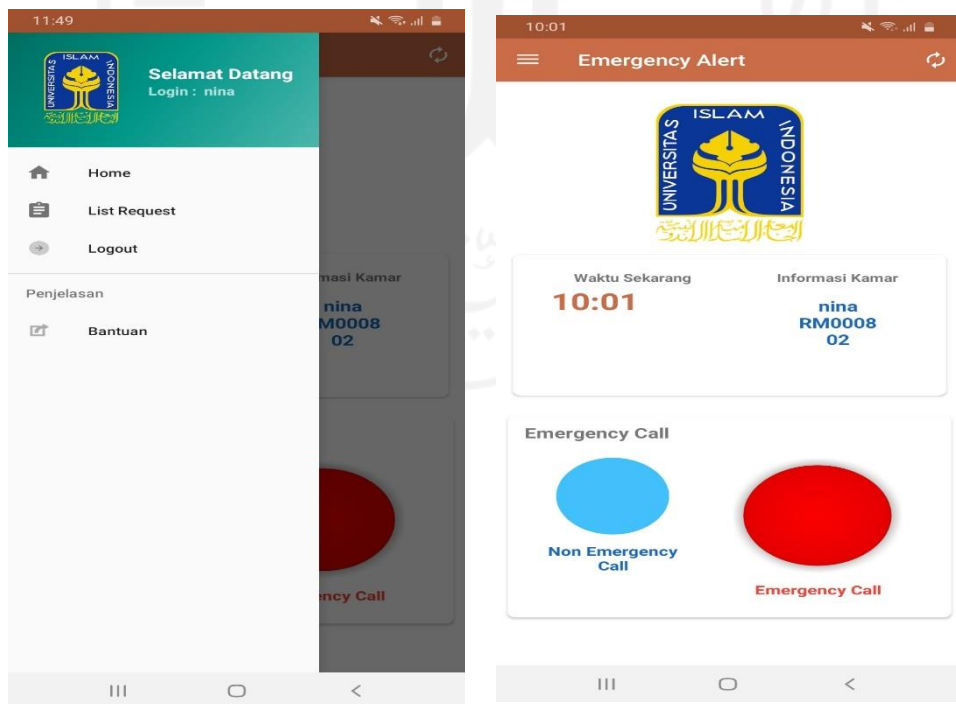 11:49
UNIVERSITAS
ISLAM
INDONESIA
Selamat Datang
Login : nina
Home
List Request
Logout
Penjelasan
Bantuan
masi Kamar
nina
M0008
02
ency Call
10:01
Emergency Alert
UNIVERSITAS
ISLAM
INDONESIA
Waktu Sekarang
10:01
Informasi Kamar
nina
RM0008
02
Emergency Call
Non Emergency
Call
Emergency Call